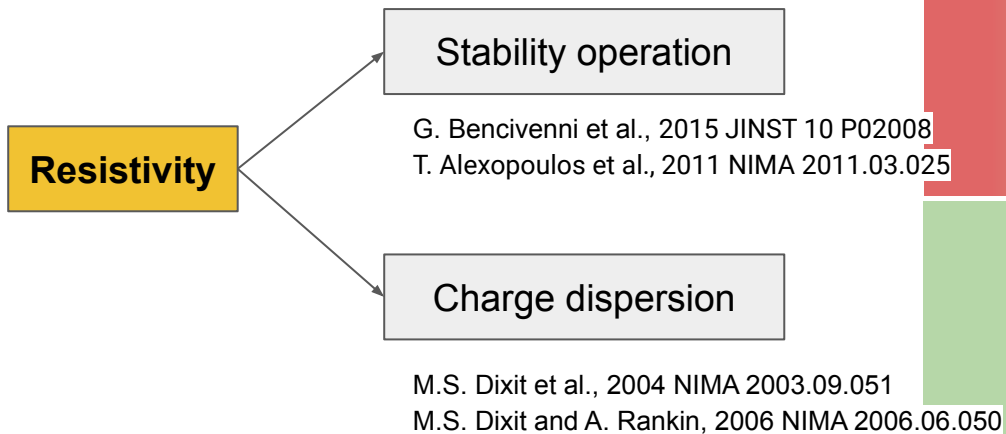 Stability operation
G. Bencivenni et al., 2015 JINST 10 P02008
T. Alexopoulos et al., 2011 NIMA 2011.03.025
Resistivity
Charge dispersion
M.S. Dixit et al., 2004 NIMA 2003.09.051
M.S. Dixit and A. Rankin, 2006 NIMA 2006.06.050